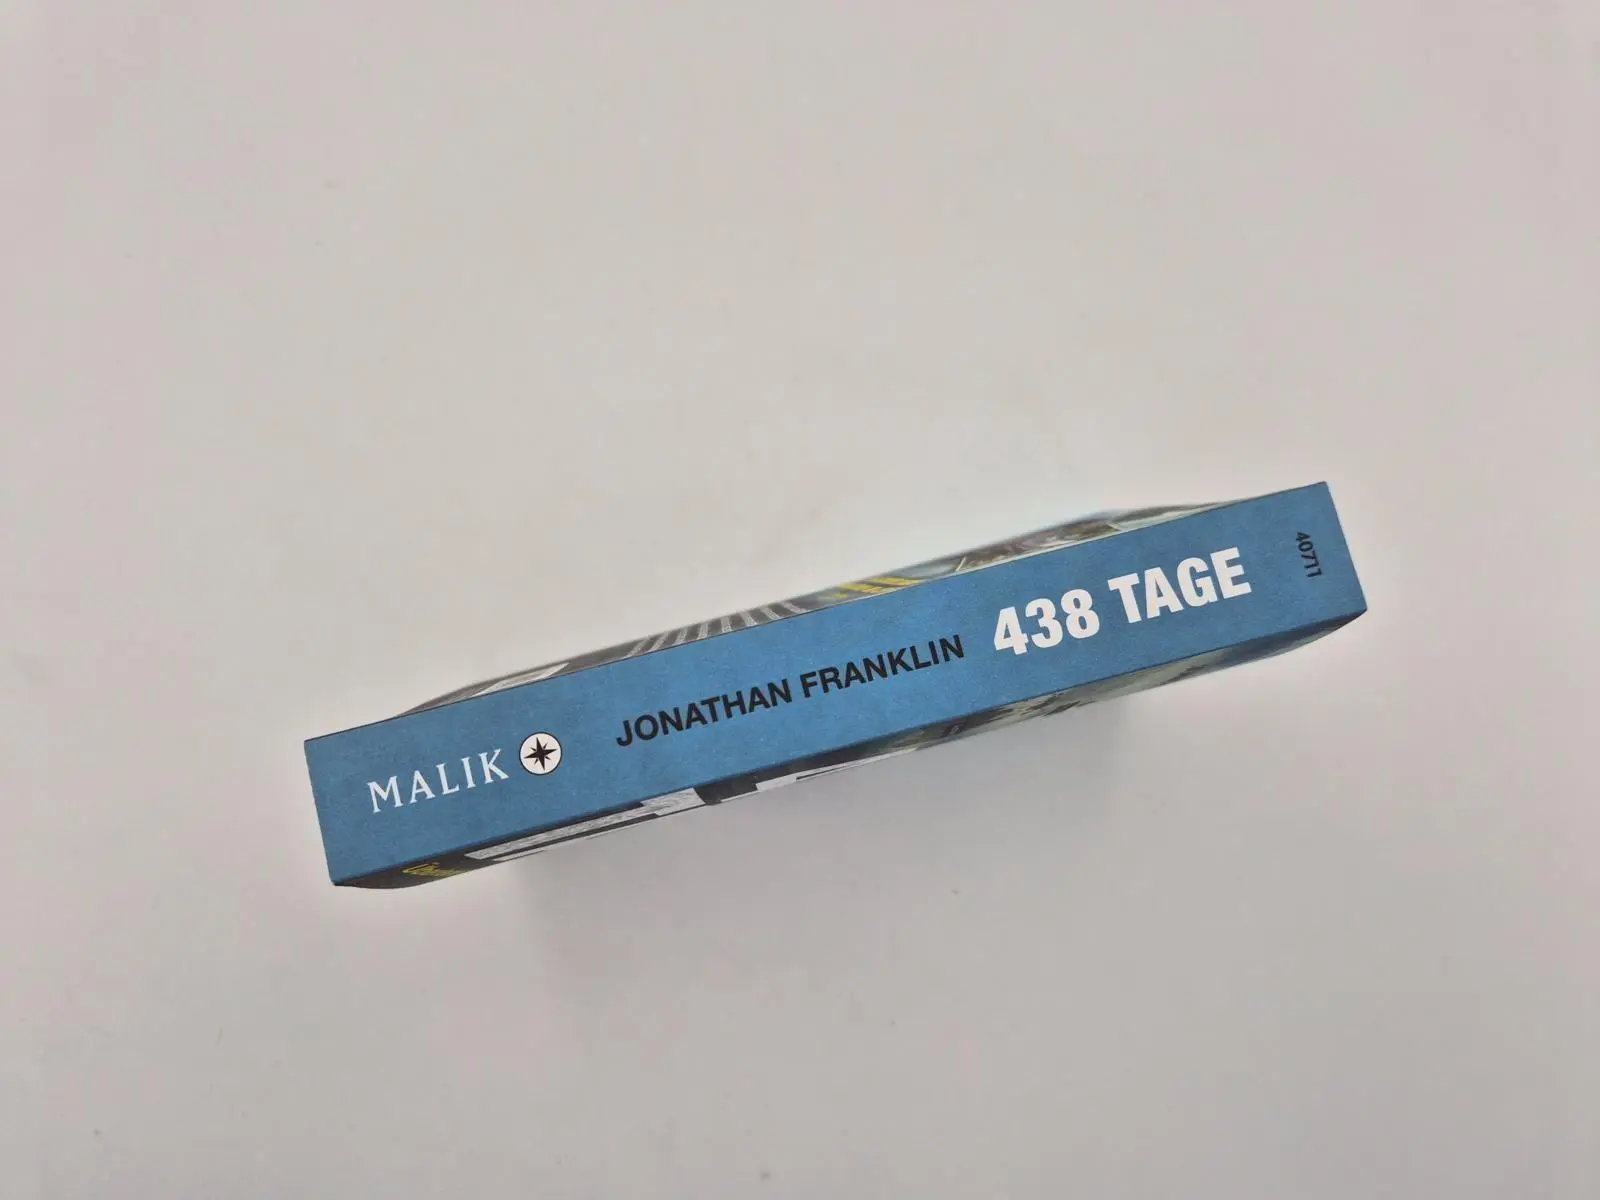 MALIK
JONATHAN FRANKLIN
438 TAGE
40711